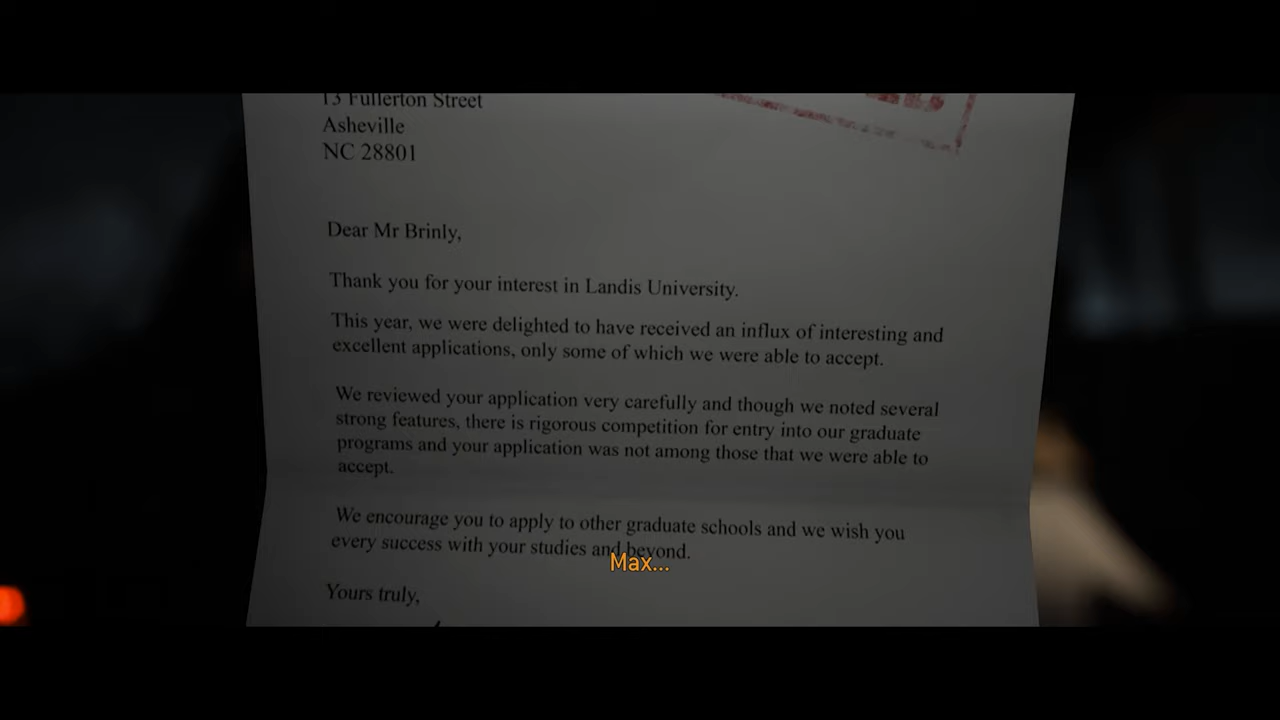 13 Fullerton Street
Asheville
NC 28801
Dear Mr Brinly,
Thank you for your interest in Landis University.
This year, we were delighted to have received an influx of interesting and
excellent applications, only some of which we were able to accept.
We reviewed your application very carefully and though we noted several
strong features, there is rigorous competition for entry into our graduate
programs and your application was not among those that we were able to
accept.
We encourage you to apply to other graduate schools and we wish you
every success with your studies and beyond.
Max...
Yours truly,